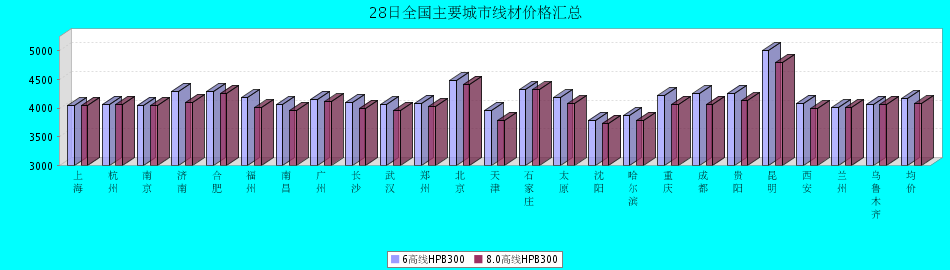 28日全国主要城市线材价格汇总
5000
4500
4000
3500
3000
上海 杭州 南京 济南 合肥 福州 南昌 广州 长沙 武汉 郑州 北京 天津 石家庄 太原 沈阳 哈尔滨 重庆 成都 贵阳 昆明 西安 兰州 乌鲁木齐 均价
6高线HPB300 8.0高线HPB300